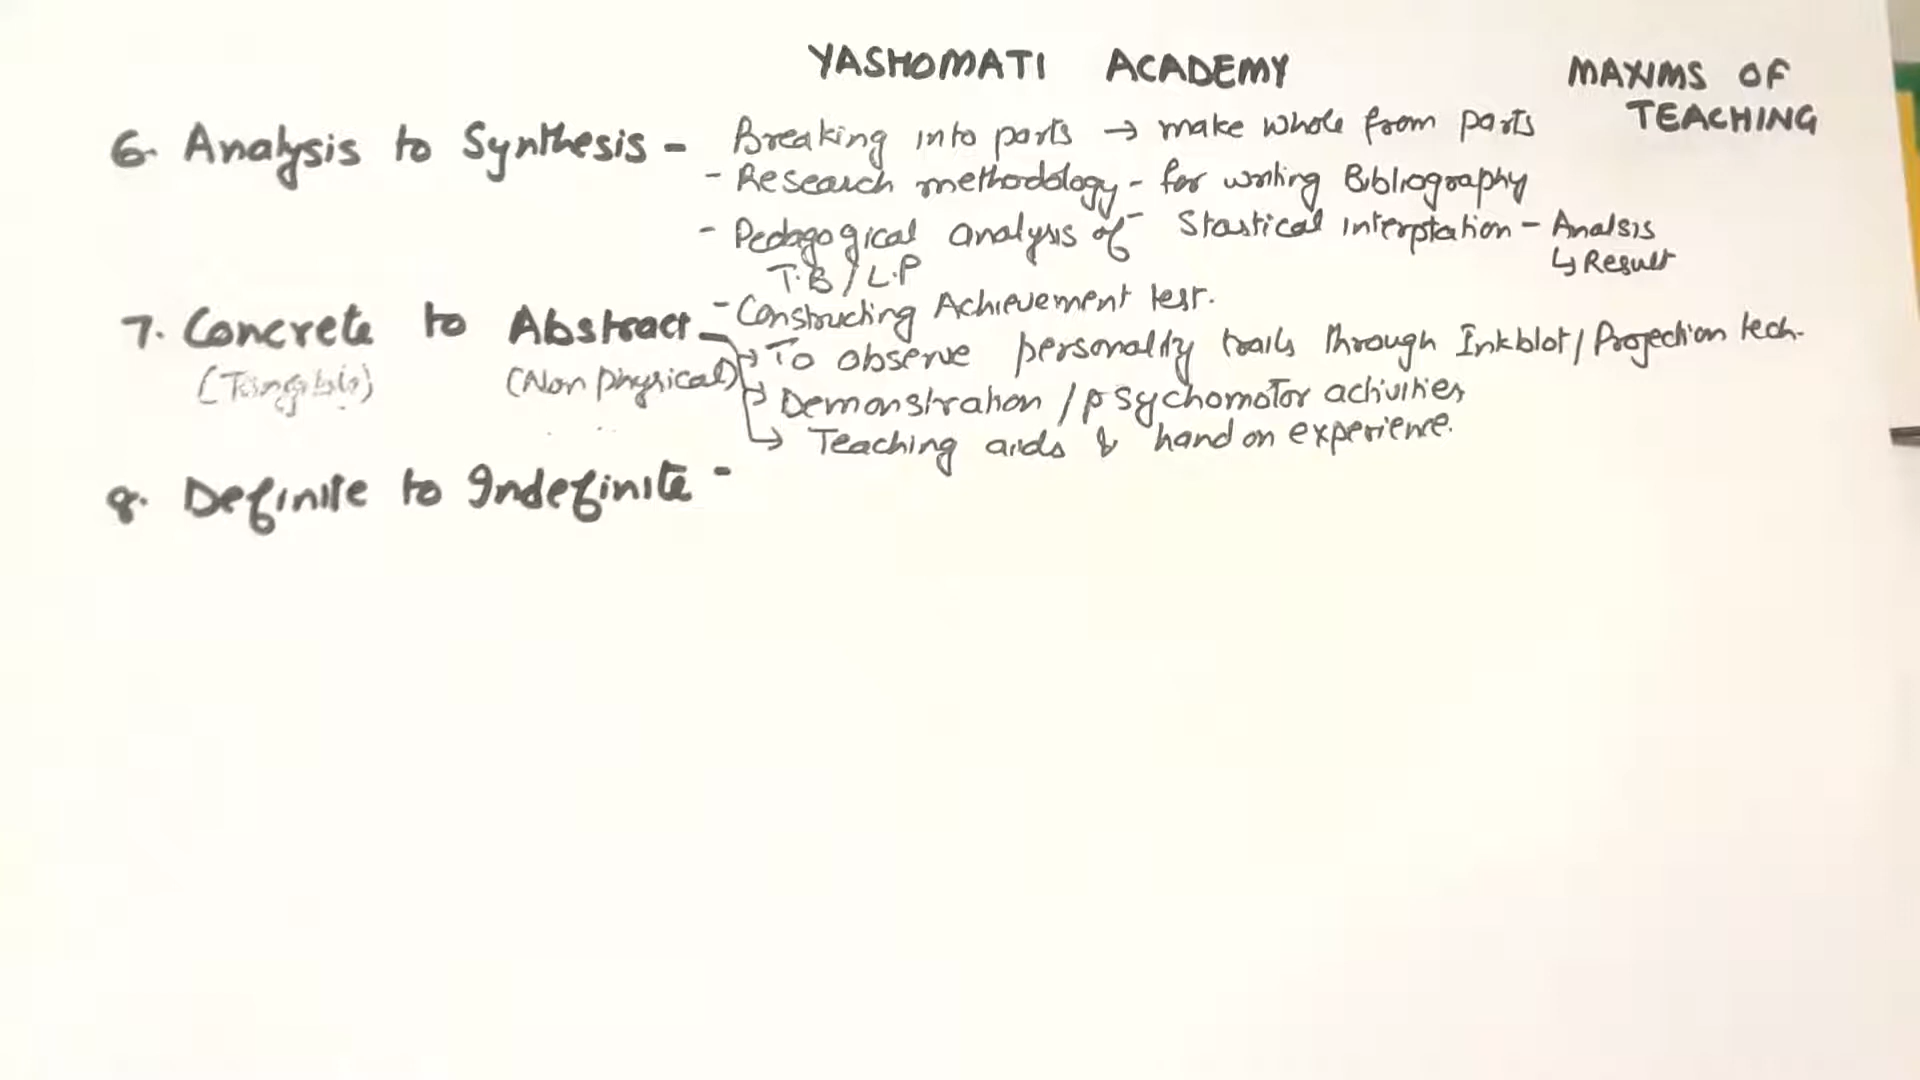 YASHOMATI ACADEMY
MAXIMS OF
TEACHING
6. Analysis to Synthesis - Breaking into parts → make whole from parts
- Research methodology - for writing Bibliography
- Pedagogical analysis of - Stastical interptation - Analsis
T.B / L.P ↳ Result
- Constructing Achievement test.
7. Concrete to Abstract
(Tangble) (Non physical)
→ To observe personality traits through Inkblot / Projection tech.
→ Demonstration / psychomotor activities
→ Teaching aids & hand on experience.
8. Definite to Indefinite -